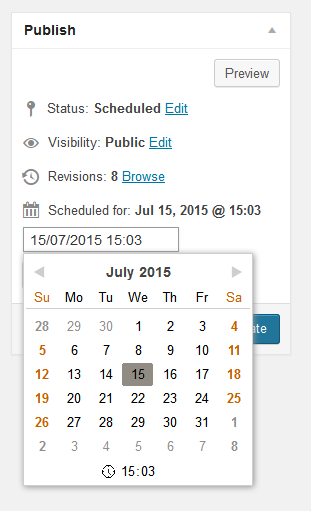 Publish
Preview
Status: Scheduled Edit
Visibility: Public Edit
Revisions: 8 Browse
Scheduled for: Jul 15, 2015 @ 15:03
15/07/2015 15:03
July 2015
Su Mo Tu We Th Fr Sa
28 29 30 1 2 3 4
5 6 7 8 9 10 11
12 13 14 15 16 17 18
19 20 21 22 23 24 25
26 27 28 29 30 31 1
2 3 4 5 6 7 8
15:03